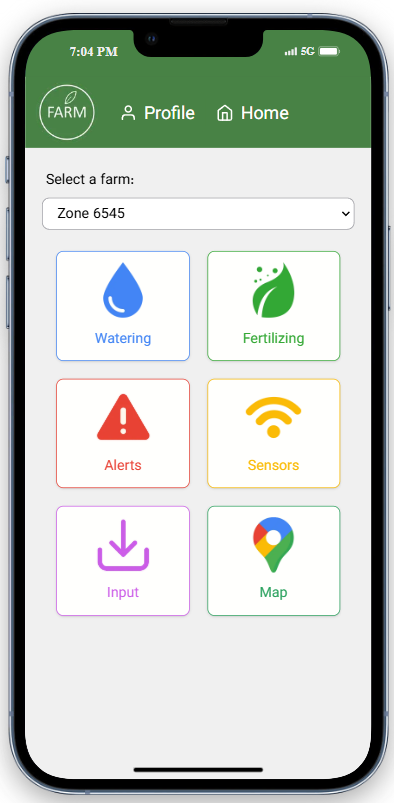 7:04 PM 5G
FARM Profile Home
Select a farm:
Zone 6545
Watering Fertilizing
Alerts Sensors
Input Map